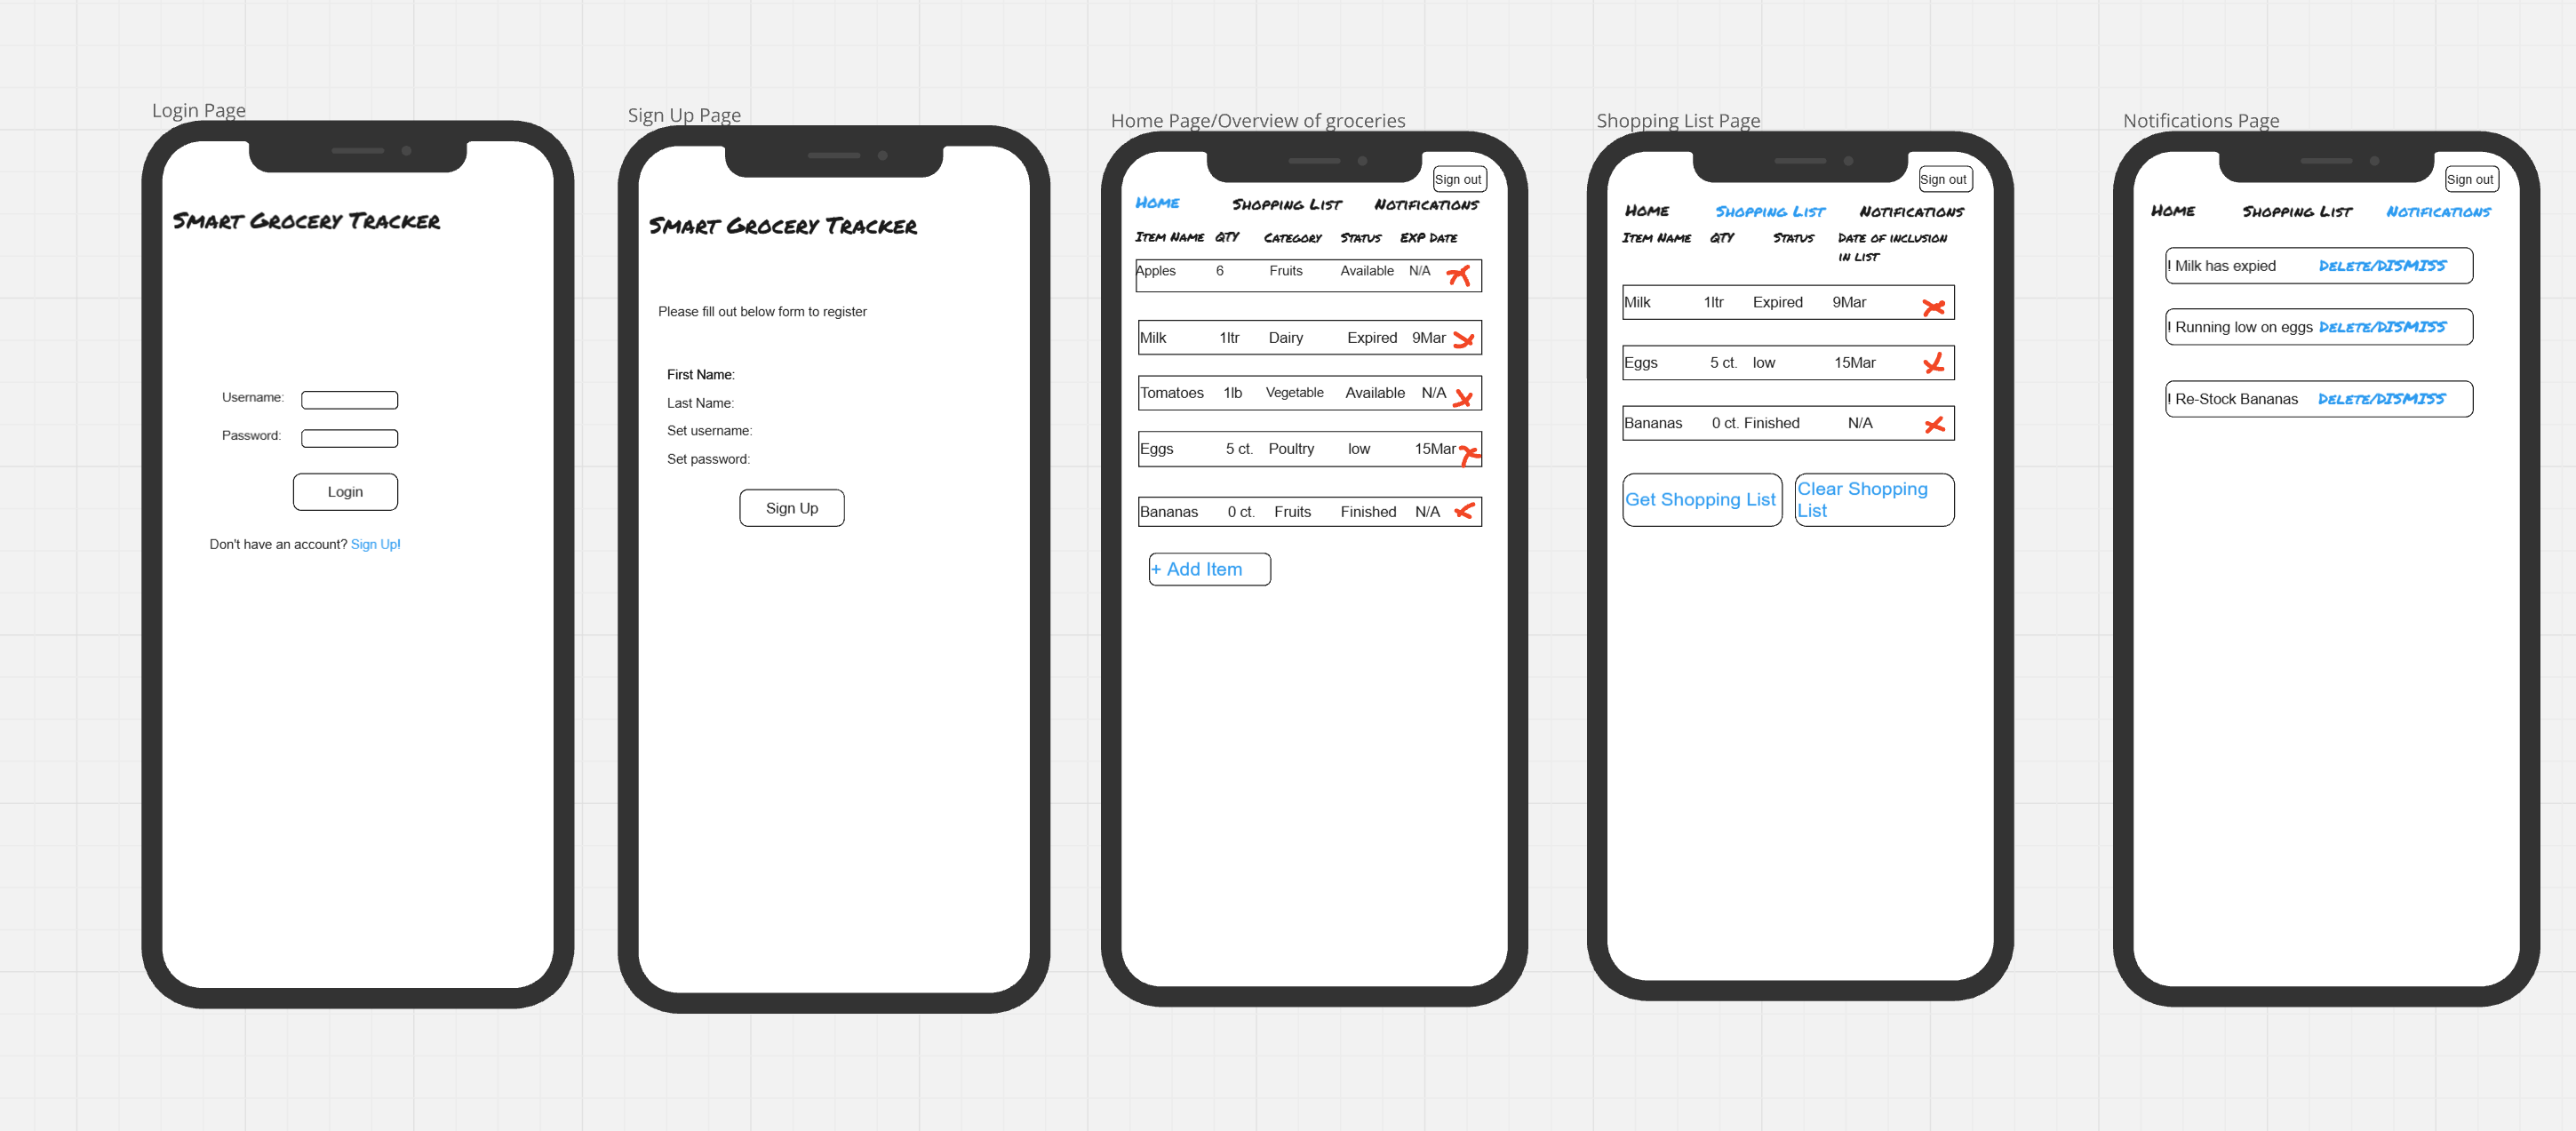 Login Page
Smart Grocery Tracker
Username:
Password:
Login
Don't have an account? Sign Up!
Sign Up Page
Smart Grocery Tracker
Please fill out below form to register
First Name:
Last Name:
Set username:
Set password:
Sign Up
Home Page/Overview of groceries
Sign out
Home Shopping List Notifications
Item Name QTY Category Status EXP Date
Apples 6 Fruits Available N/A
Milk 1ltr Dairy Expired 9Mar
Tomatoes 1lb Vegetable Available N/A
Eggs 5 ct. Poultry low 15Mar
Bananas 0 ct. Fruits Finished N/A
+ Add Item
Shopping List Page
Sign out
Home Shopping List Notifications
Item Name QTY Status Date of inclusion
in list
Milk 1ltr Expired 9Mar
Eggs 5 ct. low 15Mar
Bananas 0 ct. Finished N/A
Get Shopping List
Clear Shopping
List
Notifications Page
Sign out
Home Shopping List Notifications
! Milk has expied Delete/DISMISS
! Running low on eggs Delete/DISMISS
! Re-Stock Bananas Delete/DISMISS